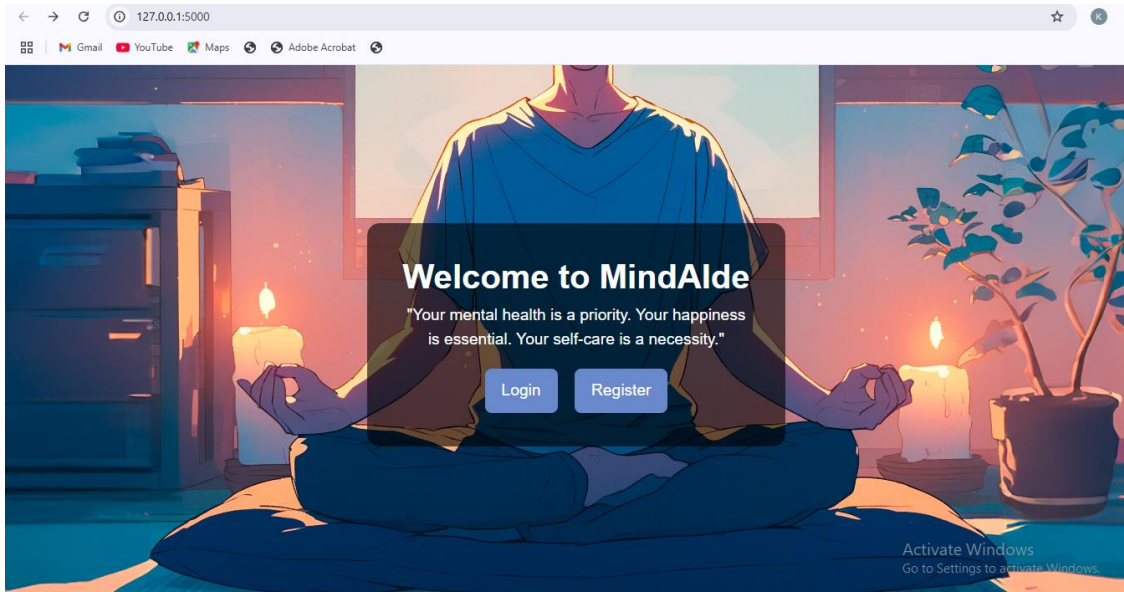 127.0.0.1:5000
K
Gmail YouTube Maps Adobe Acrobat
Welcome to MindAIde
"Your mental health is a priority. Your happiness
is essential. Your self-care is a necessity."
Login Register
Activate Windows
Go to Settings to activate Windows.